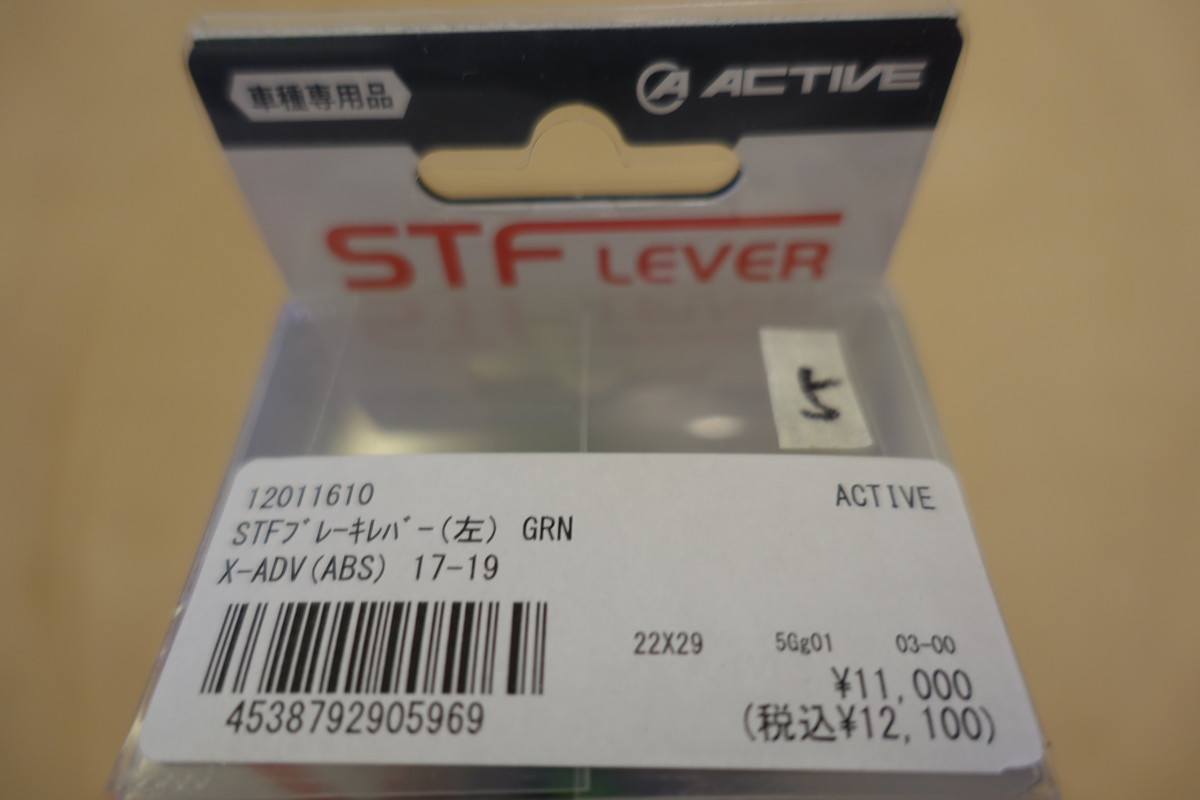 車種専用品
ACTIVE
STF LEVER
5
12011610
ACTIVE
STFﾌﾞﾚｰｷﾚﾊﾞｰ(左) GRN
X-ADV(ABS) 17-19
22X29 5Gg01 03-00
¥11,000
4538792905969
(税込¥12,100)